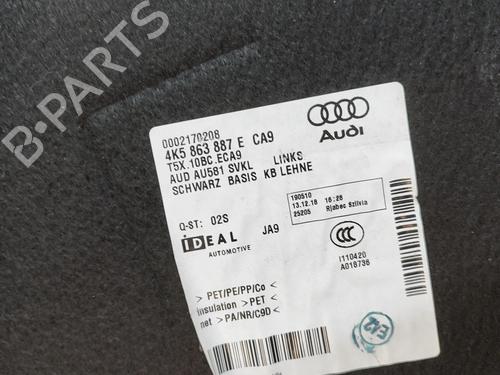 0002170208
4K5 863 887 E CA9
T5X.10BC.ECA9
AUD AU581 SVKL LINKS
SCHWARZ BASIS KB LEHNE
Audi
Q-ST: 02S
190510
13.12.18 16:28
25205 Rjabec Szilvia
iDEAL JA9
AUTOMOTIVE
CCC
I110420
A018736
> PET/PE/PP/Co <
insulation > PET <
net > PA/NR/C9D <
E12
B-PARTS